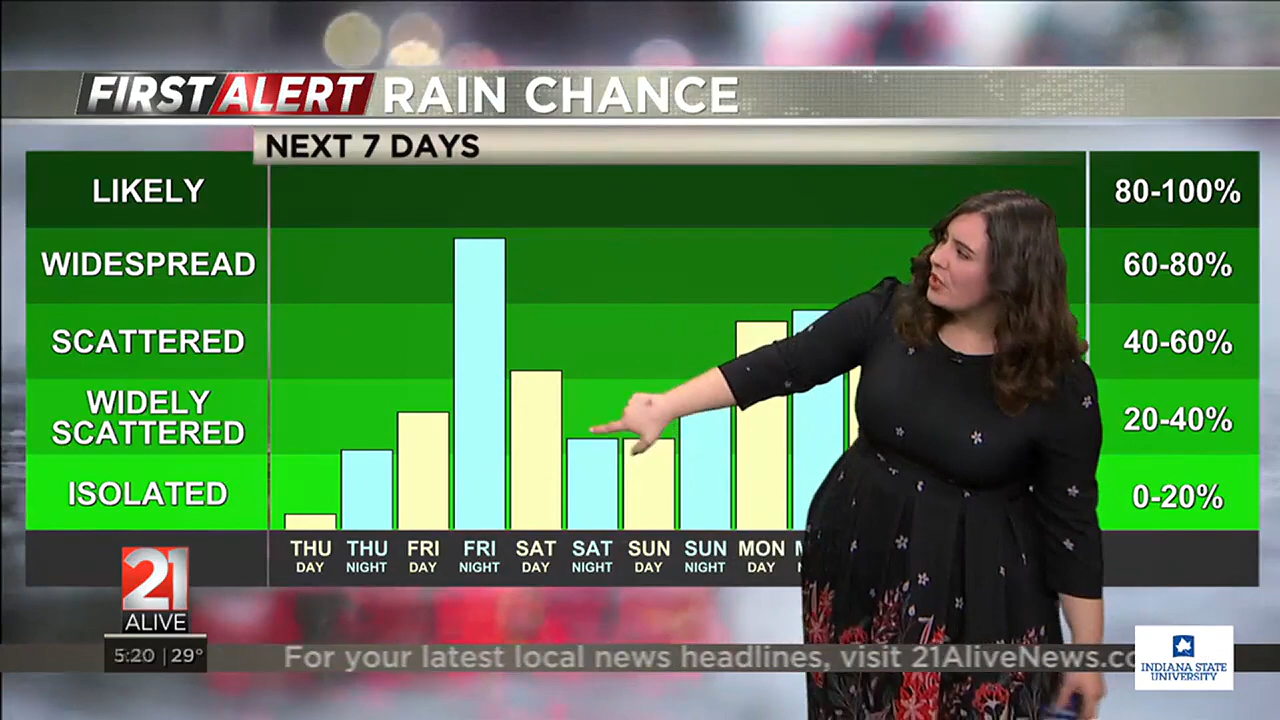 FIRST ALERT RAIN CHANCE
NEXT 7 DAYS
LIKELY
80-100%
WIDESPREAD
60-80%
SCATTERED
40-60%
WIDELY
SCATTERED
20-40%
ISOLATED
0-20%
THU THU FRI FRI SAT SAT SUN SUN MON M
DAY NIGHT DAY NIGHT DAY NIGHT DAY NIGHT DAY
21
ALIVE
5:20 | 29°
For your latest local news headlines, visit 21AliveNews.co
INDIANA STATE
UNIVERSITY